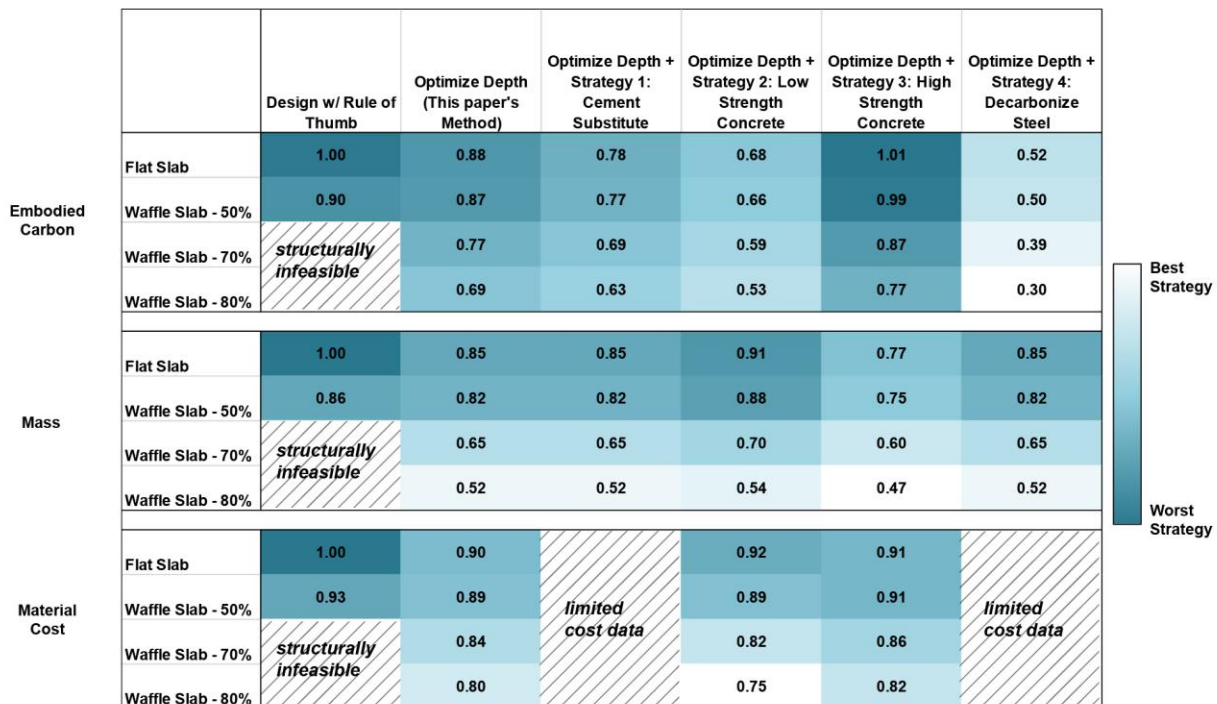 Design w/ Rule of
Thumb
Optimize Depth
(This paper's
Method)
Optimize Depth +
Strategy 1:
Cement
Substitute
Optimize Depth +
Strategy 2: Low
Strength
Concrete
Optimize Depth +
Strategy 3: High
Strength
Concrete
Optimize Depth +
Strategy 4:
Decarbonize
Steel
Embodied
Carbon
Flat Slab
1.00 0.88 0.78 0.68 1.01 0.52
Waffle Slab - 50%
0.90 0.87 0.77 0.66 0.99 0.50
Waffle Slab - 70%
structurally
infeasible
0.77 0.69 0.59 0.87 0.39
Waffle Slab - 80%
0.69 0.63 0.53 0.77 0.30
Mass
Flat Slab
1.00 0.85 0.85 0.91 0.77 0.85
Waffle Slab - 50%
0.86 0.82 0.82 0.88 0.75 0.82
Waffle Slab - 70%
structurally
infeasible
0.65 0.65 0.70 0.60 0.65
Waffle Slab - 80%
0.52 0.52 0.54 0.47 0.52
Material
Cost
Flat Slab
1.00 0.90 0.92 0.91
Waffle Slab - 50%
0.93 0.89 0.89 0.91
limited
cost data
limited
cost data
Waffle Slab - 70%
structurally
infeasible
0.84 0.82 0.86
Waffle Slab - 80%
0.80 0.75 0.82
Best
Strategy
Worst
Strategy